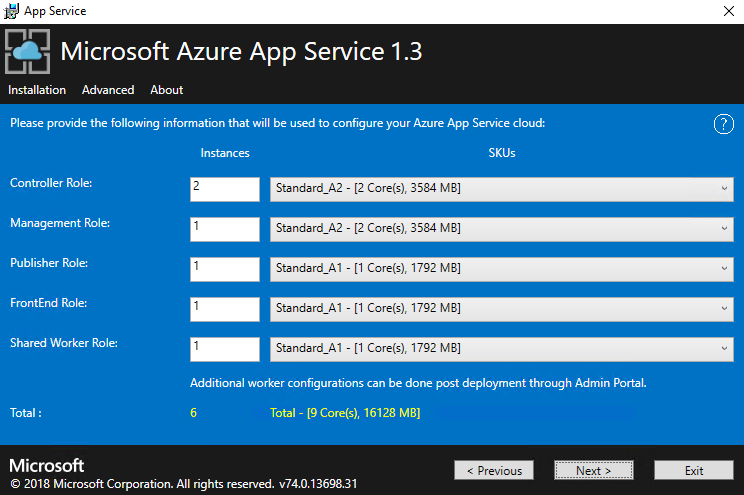 App Service
Microsoft Azure App Service 1.3
Installation Advanced About
Please provide the following information that will be used to configure your Azure App Service cloud: ?
Instances SKUs
Controller Role: 2 Standard_A2 - [2 Core(s), 3584 MB]
Management Role: 1 Standard_A2 - [2 Core(s), 3584 MB]
Publisher Role: 1 Standard_A1 - [1 Core(s), 1792 MB]
FrontEnd Role: 1 Standard_A1 - [1 Core(s), 1792 MB]
Shared Worker Role: 1 Standard_A1 - [1 Core(s), 1792 MB]
Additional worker configurations can be done post deployment through Admin Portal.
Total : 6 Total - [9 Core(s), 16128 MB]
Microsoft
© 2018 Microsoft Corporation. All rights reserved. v74.0.13698.31
< Previous Next > Exit